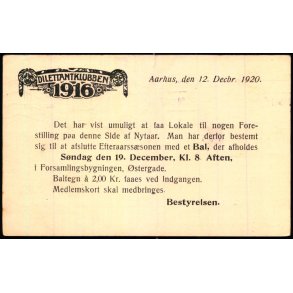 DILETANTKLUBBEN
1916
Aarhus, den 12. Decbr. 1920.
Det har vist umuligt at faa Lokale til nogen Fore-
stilling paa denne Side af Nytaar. Man har derfor bestemt
sig til at afslutte Efteraarssæsonen med et Bal, der afholdes
Søndag den 19. December, Kl. 8 Aften,
i Forsamlingsbygningen, Østergade.
Baltegn à 2,00 Kr. faaes ved Indgangen.
Medlemskort skal medbringes.
Bestyrelsen.